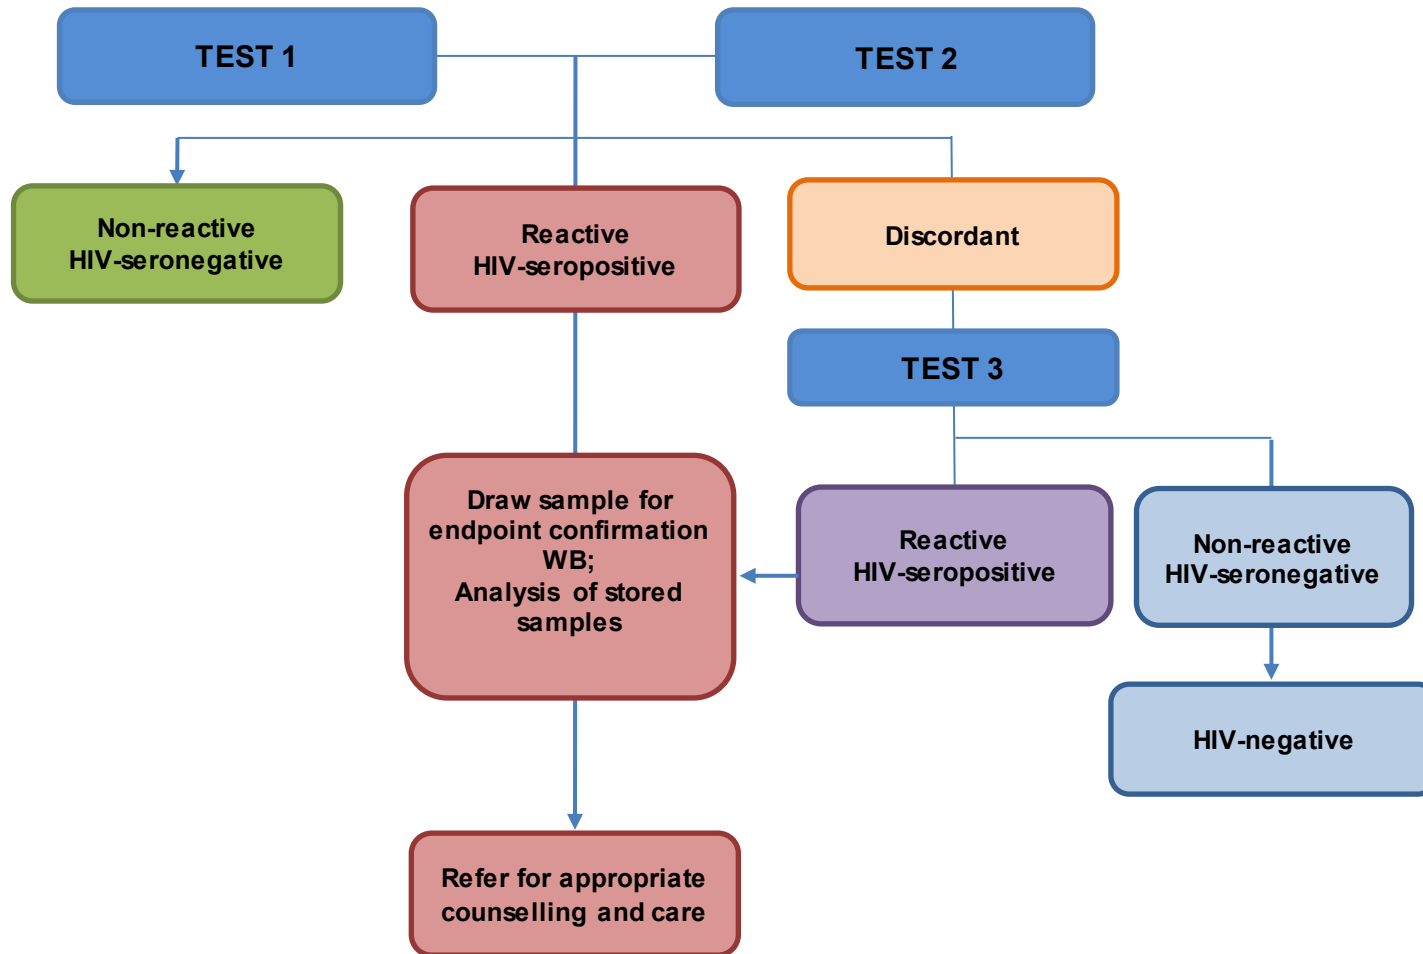 TEST 1
TEST 2
Non-reactive
HIV-seronegative
Reactive
HIV-seropositive
Discordant
TEST 3
Draw sample for
endpoint confirmation
WB;
Analysis of stored
samples
Reactive
HIV-seropositive
Non-reactive
HIV-seronegative
HIV-negative
Refer for appropriate
counselling and care